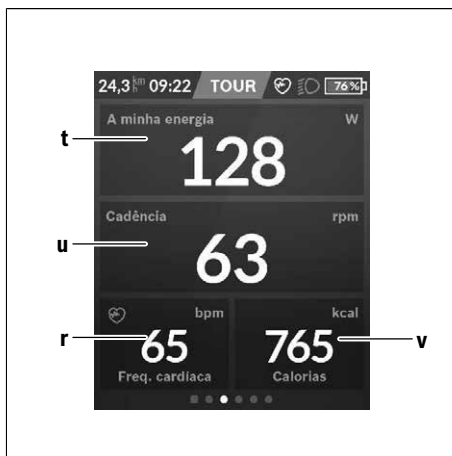 24,3 km/h 09:22 TOUR 76 %
A minha energia W
t
128
Cadência rpm
u
63
bpm kcal
r 65 765 v
Freq. cardíaca Calorias